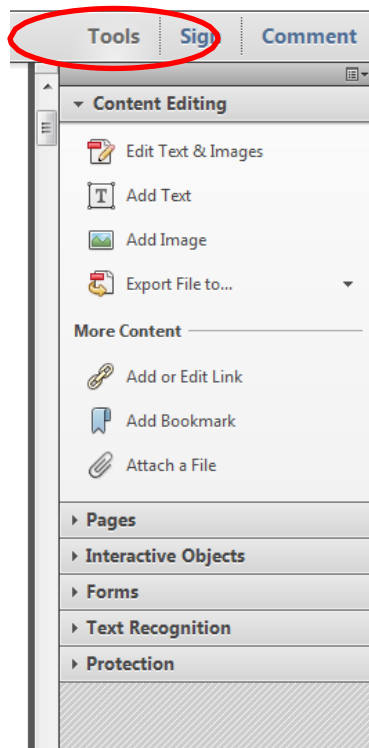 Tools Sign Comment
Content Editing
Edit Text & Images
T Add Text
Add Image
Export File to...
More Content
Add or Edit Link
Add Bookmark
Attach a File
Pages
Interactive Objects
Forms
Text Recognition
Protection